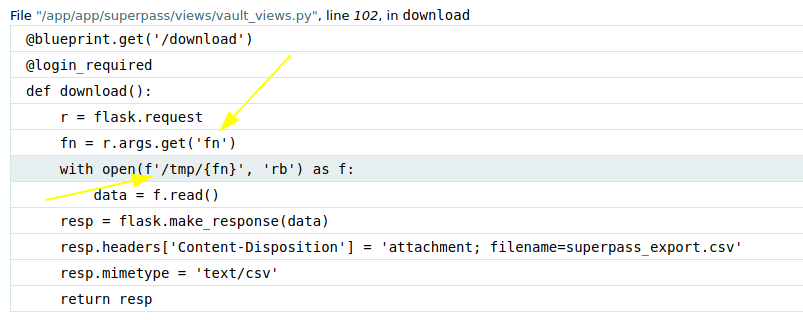 File "/app/app/superpass/views/vault_views.py", line 102, in download
@blueprint.get('/download')
@login_required
def download():
    r = flask.request
    fn = r.args.get('fn')
    with open(f'/tmp/{fn}', 'rb') as f:
        data = f.read()
    resp = flask.make_response(data)
    resp.headers['Content-Disposition'] = 'attachment; filename=superpass_export.csv'
    resp.mimetype = 'text/csv'
    return resp